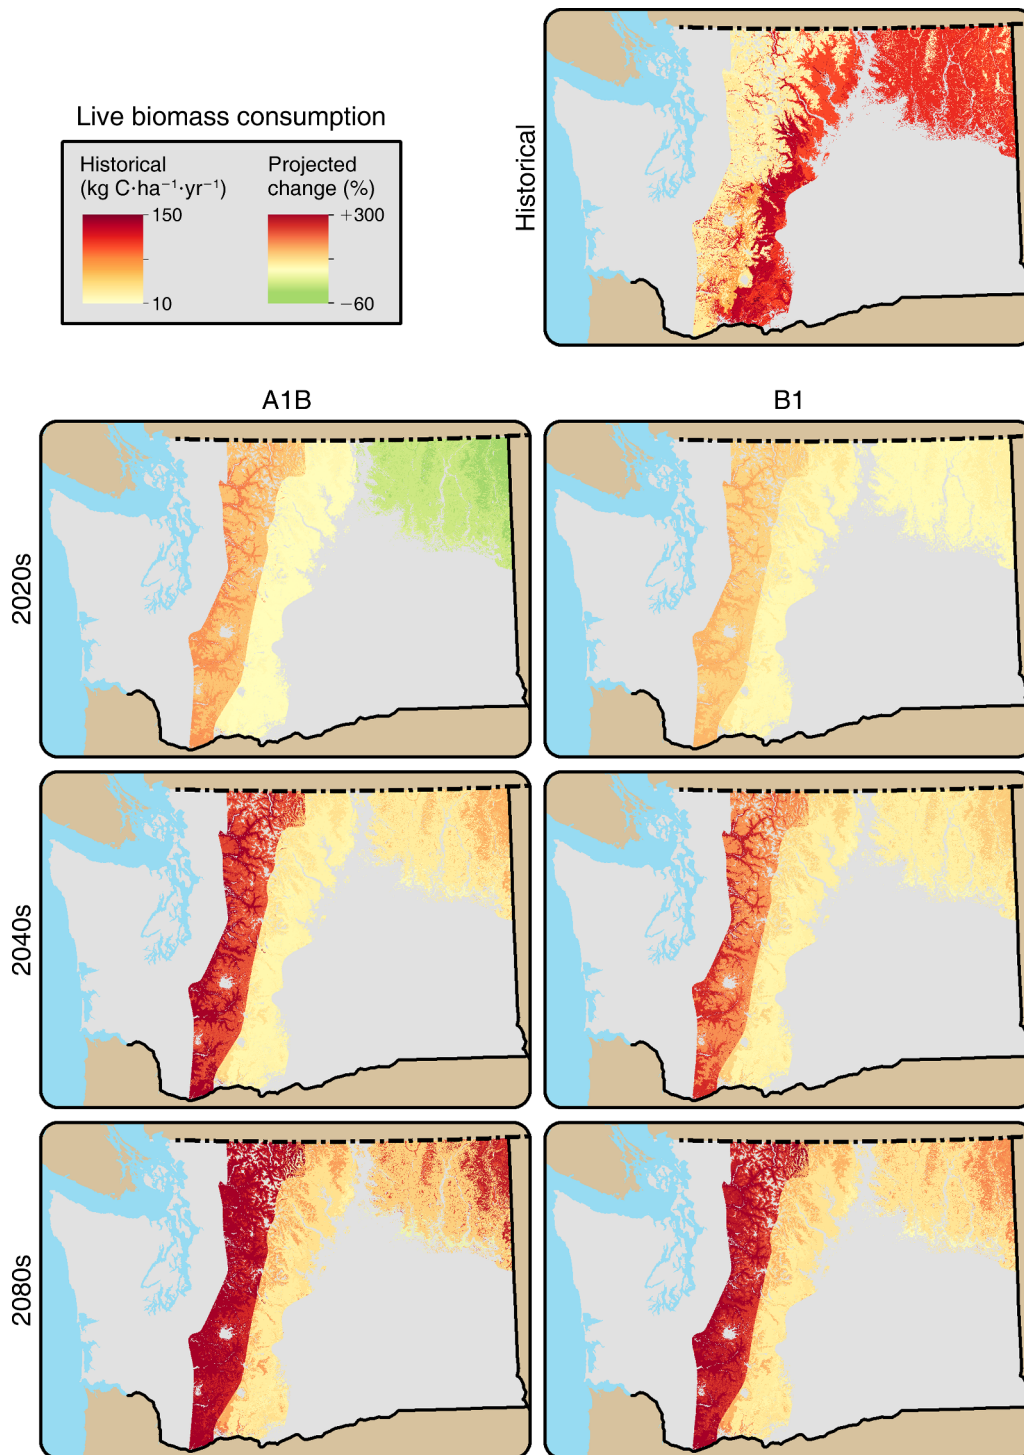 Live biomass consumption
Historical
(kg C·ha⁻¹·yr⁻¹)
150
10
Projected
change (%)
+300
−60
Historical
A1B
B1
2020s
2040s
2080s